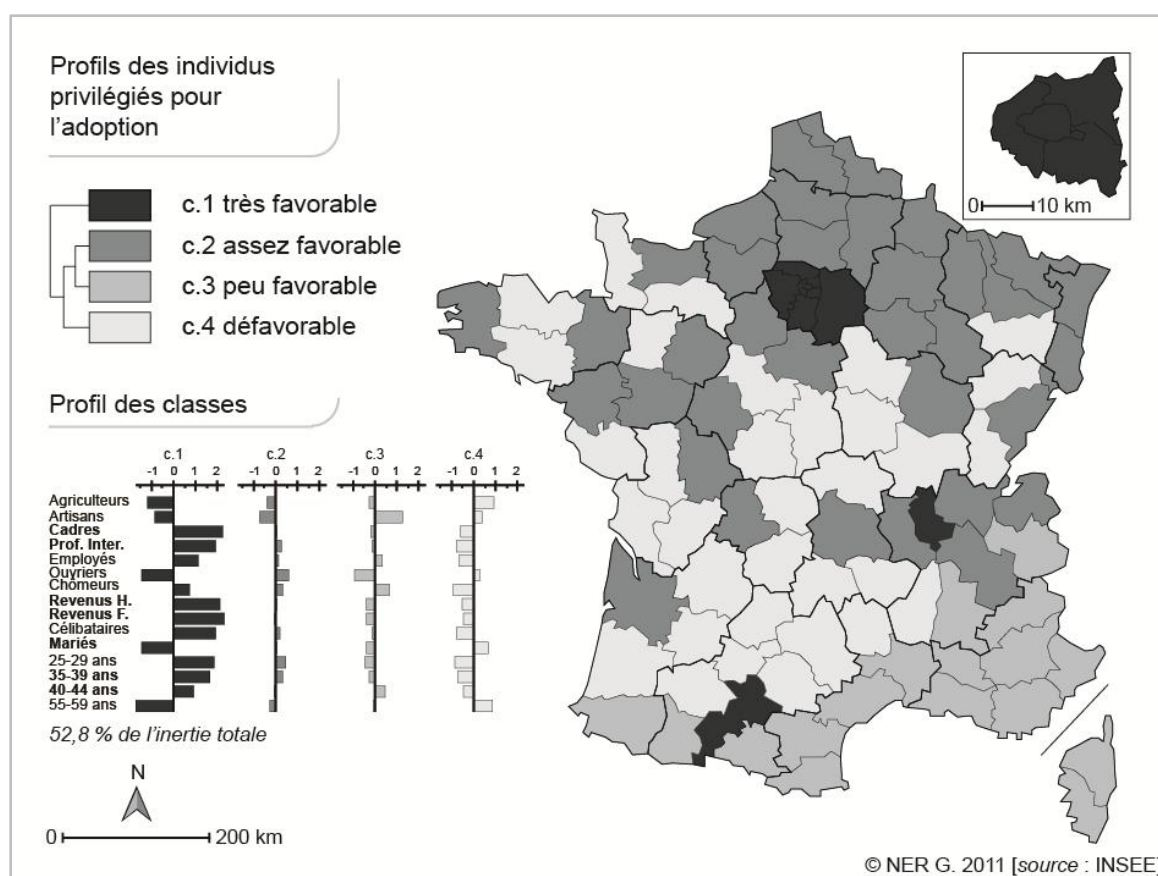 Profils des individus
privilégiés pour
l'adoption
c.1 très favorable
c.2 assez favorable
c.3 peu favorable
c.4 défavorable
Profil des classes
c.1 c.2 c.3 c.4
-1 0 1 2 -1 0 1 2 -1 0 1 2 -1 0 1 2
Agriculteurs
Artisans
Cadres
Prof. Inter.
Employés
Ouvriers
Chômeurs
Revenus H.
Revenus F.
Célibataires
Mariés
25-29 ans
35-39 ans
40-44 ans
55-59 ans
52,8 % de l'inertie totale
N
0 200 km
0 10 km
© NER G. 2011 [source : INSEE]